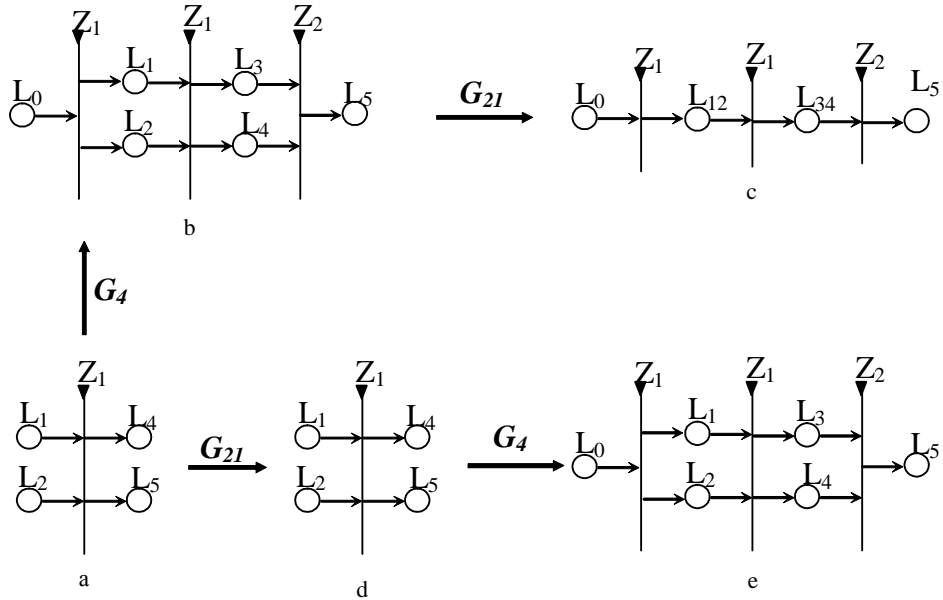 Z1 Z1 Z2
L1 L3
L0 L5
L2 L4
b
G21
Z1 Z1 Z2
L0 L12 L34 L5
c
G4
Z1
L1 L4
L2 L5
a
G21
Z1
L1 L4
L2 L5
d
G4
Z1 Z1 Z2
L1 L3
L0 L5
L2 L4
e